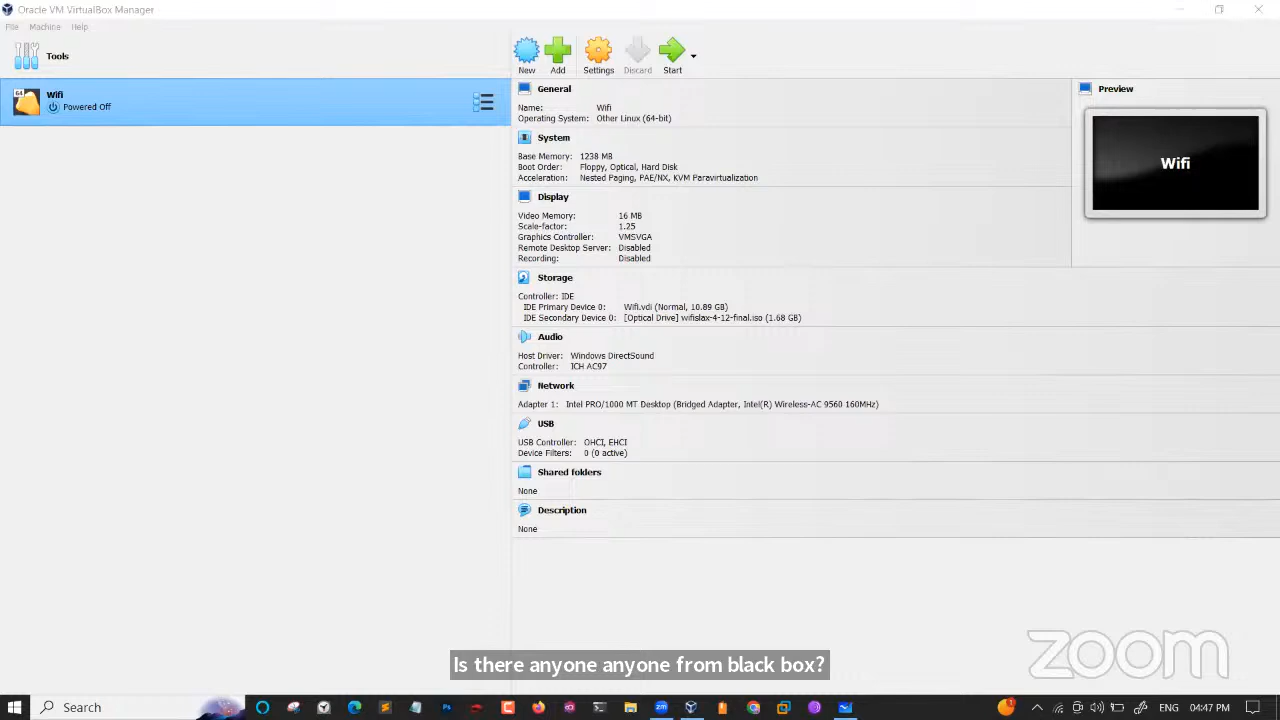 Oracle VM VirtualBox Manager
File Machine Help
Tools
New Add Settings Discard Start
64
Wifi
Powered Off
General
Name: Wifi
Operating System: Other Linux (64-bit)
System
Base Memory: 1238 MB
Boot Order: Floppy, Optical, Hard Disk
Acceleration: Nested Paging, PAE/NX, KVM Paravirtualization
Display
Video Memory: 16 MB
Scale-factor: 1.25
Graphics Controller: VMSVGA
Remote Desktop Server: Disabled
Recording: Disabled
Storage
Controller: IDE
IDE Primary Device 0: Wifi.vdi (Normal, 10.89 GB)
IDE Secondary Device 0: [Optical Drive] wifislax-4-12-final.iso (1.68 GB)
Audio
Host Driver: Windows DirectSound
Controller: ICH AC97
Network
Adapter 1: Intel PRO/1000 MT Desktop (Bridged Adapter, Intel(R) Wireless-AC 9560 160MHz)
USB
USB Controller: OHCI, EHCI
Device Filters: 0 (0 active)
Shared folders
None
Description
None
Preview
Wifi
zoom
Is there anyone anyone from black box?
Search
Ps
zm
ENG 04:47 PM